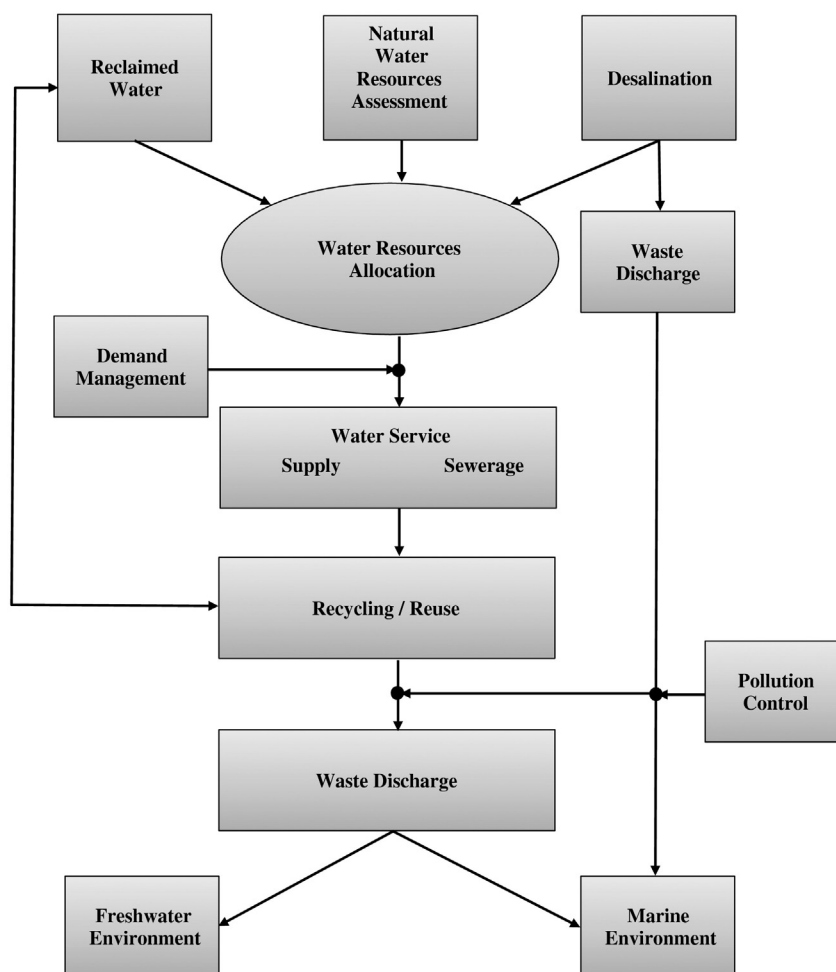 Reclaimed
Water
Natural
Water
Resources
Assessment
Desalination
Water Resources
Allocation
Waste
Discharge
Demand
Management
Water Service
Supply Sewerage
Recycling / Reuse
Pollution
Control
Waste Discharge
Freshwater
Environment
Marine
Environment